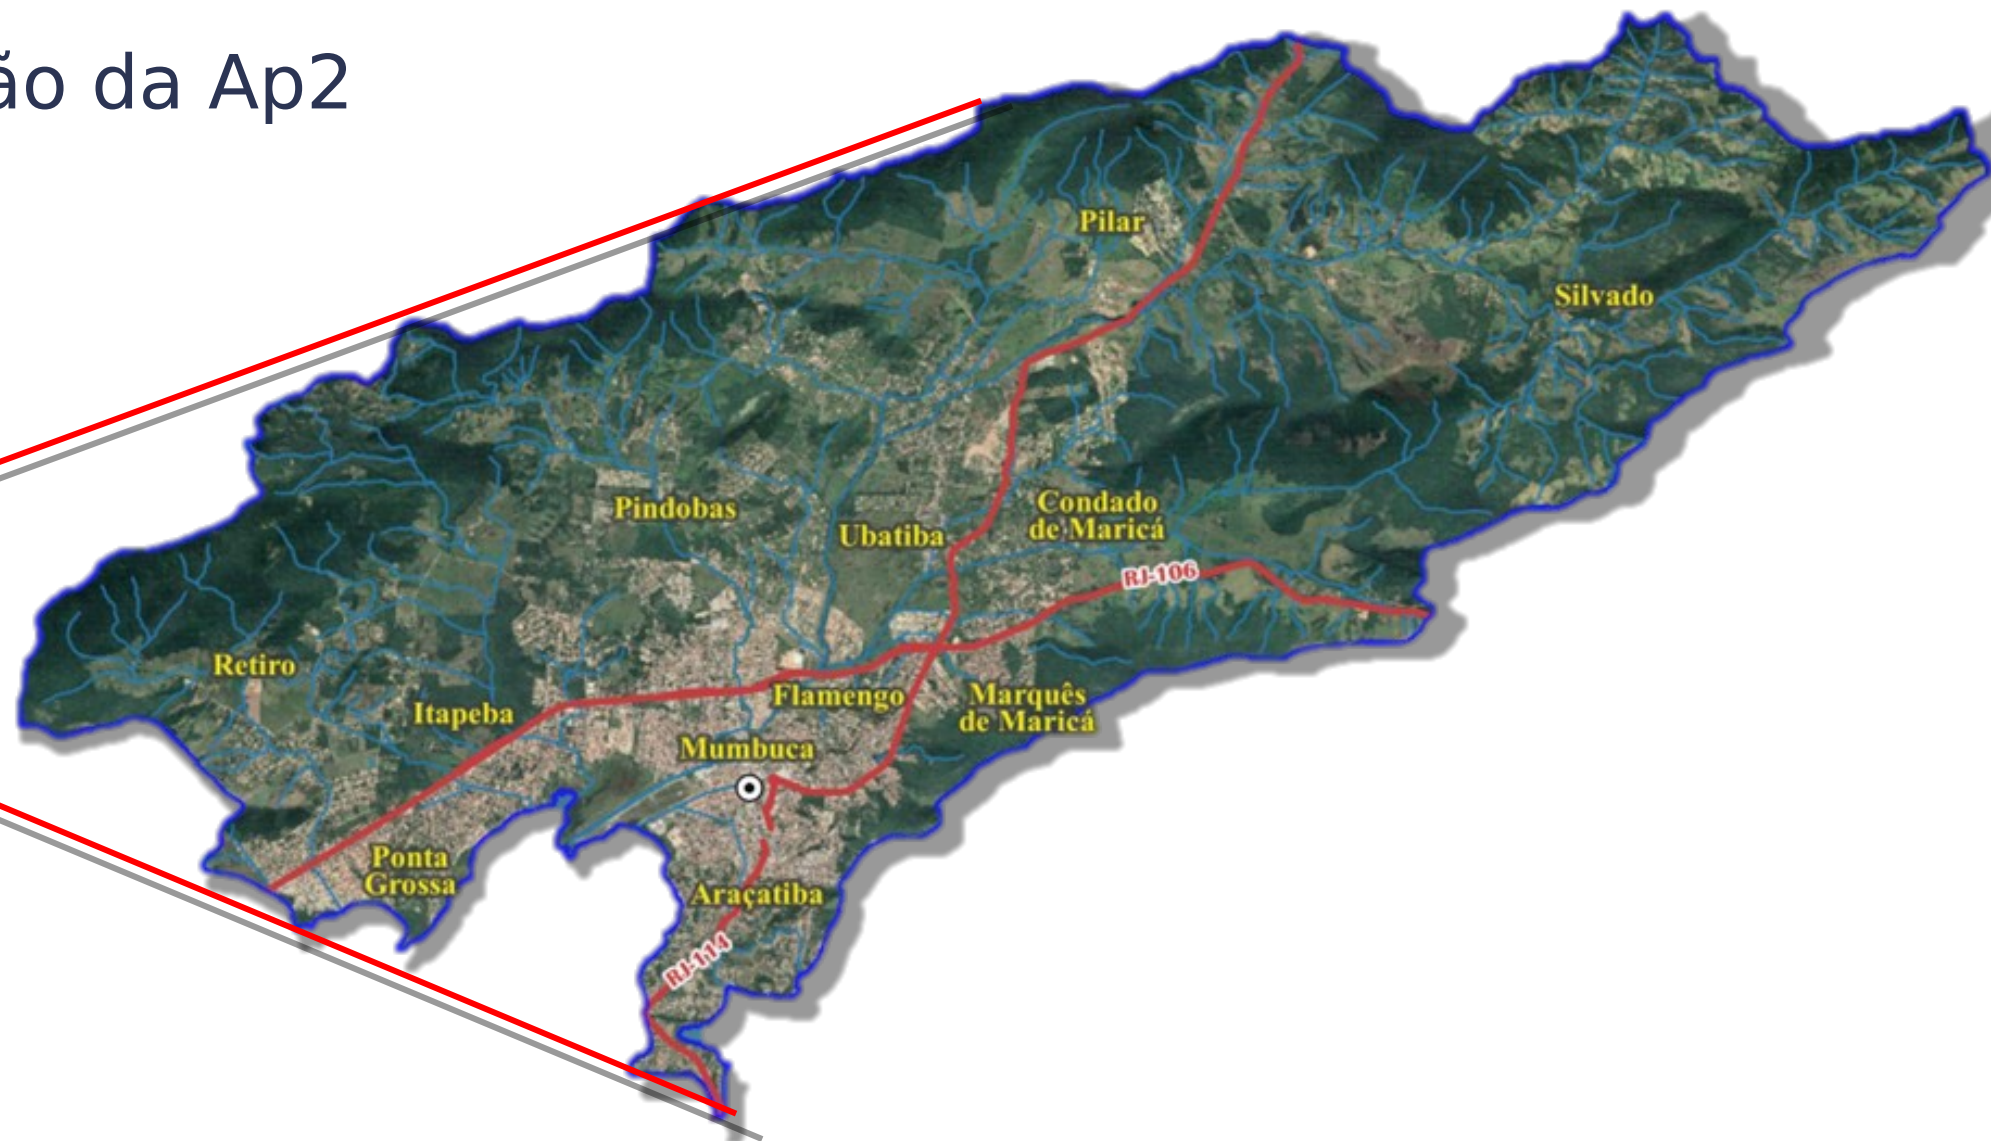 ão da Ap2
Pilar
Silvado
Pindobas
Ubatiba
Condado
de Maricá
RJ-106
Retiro
Itapeba
Flamengo
Marquês
de Maricá
Mumbuca
Ponta
Grossa
Araçatiba
RJ-114